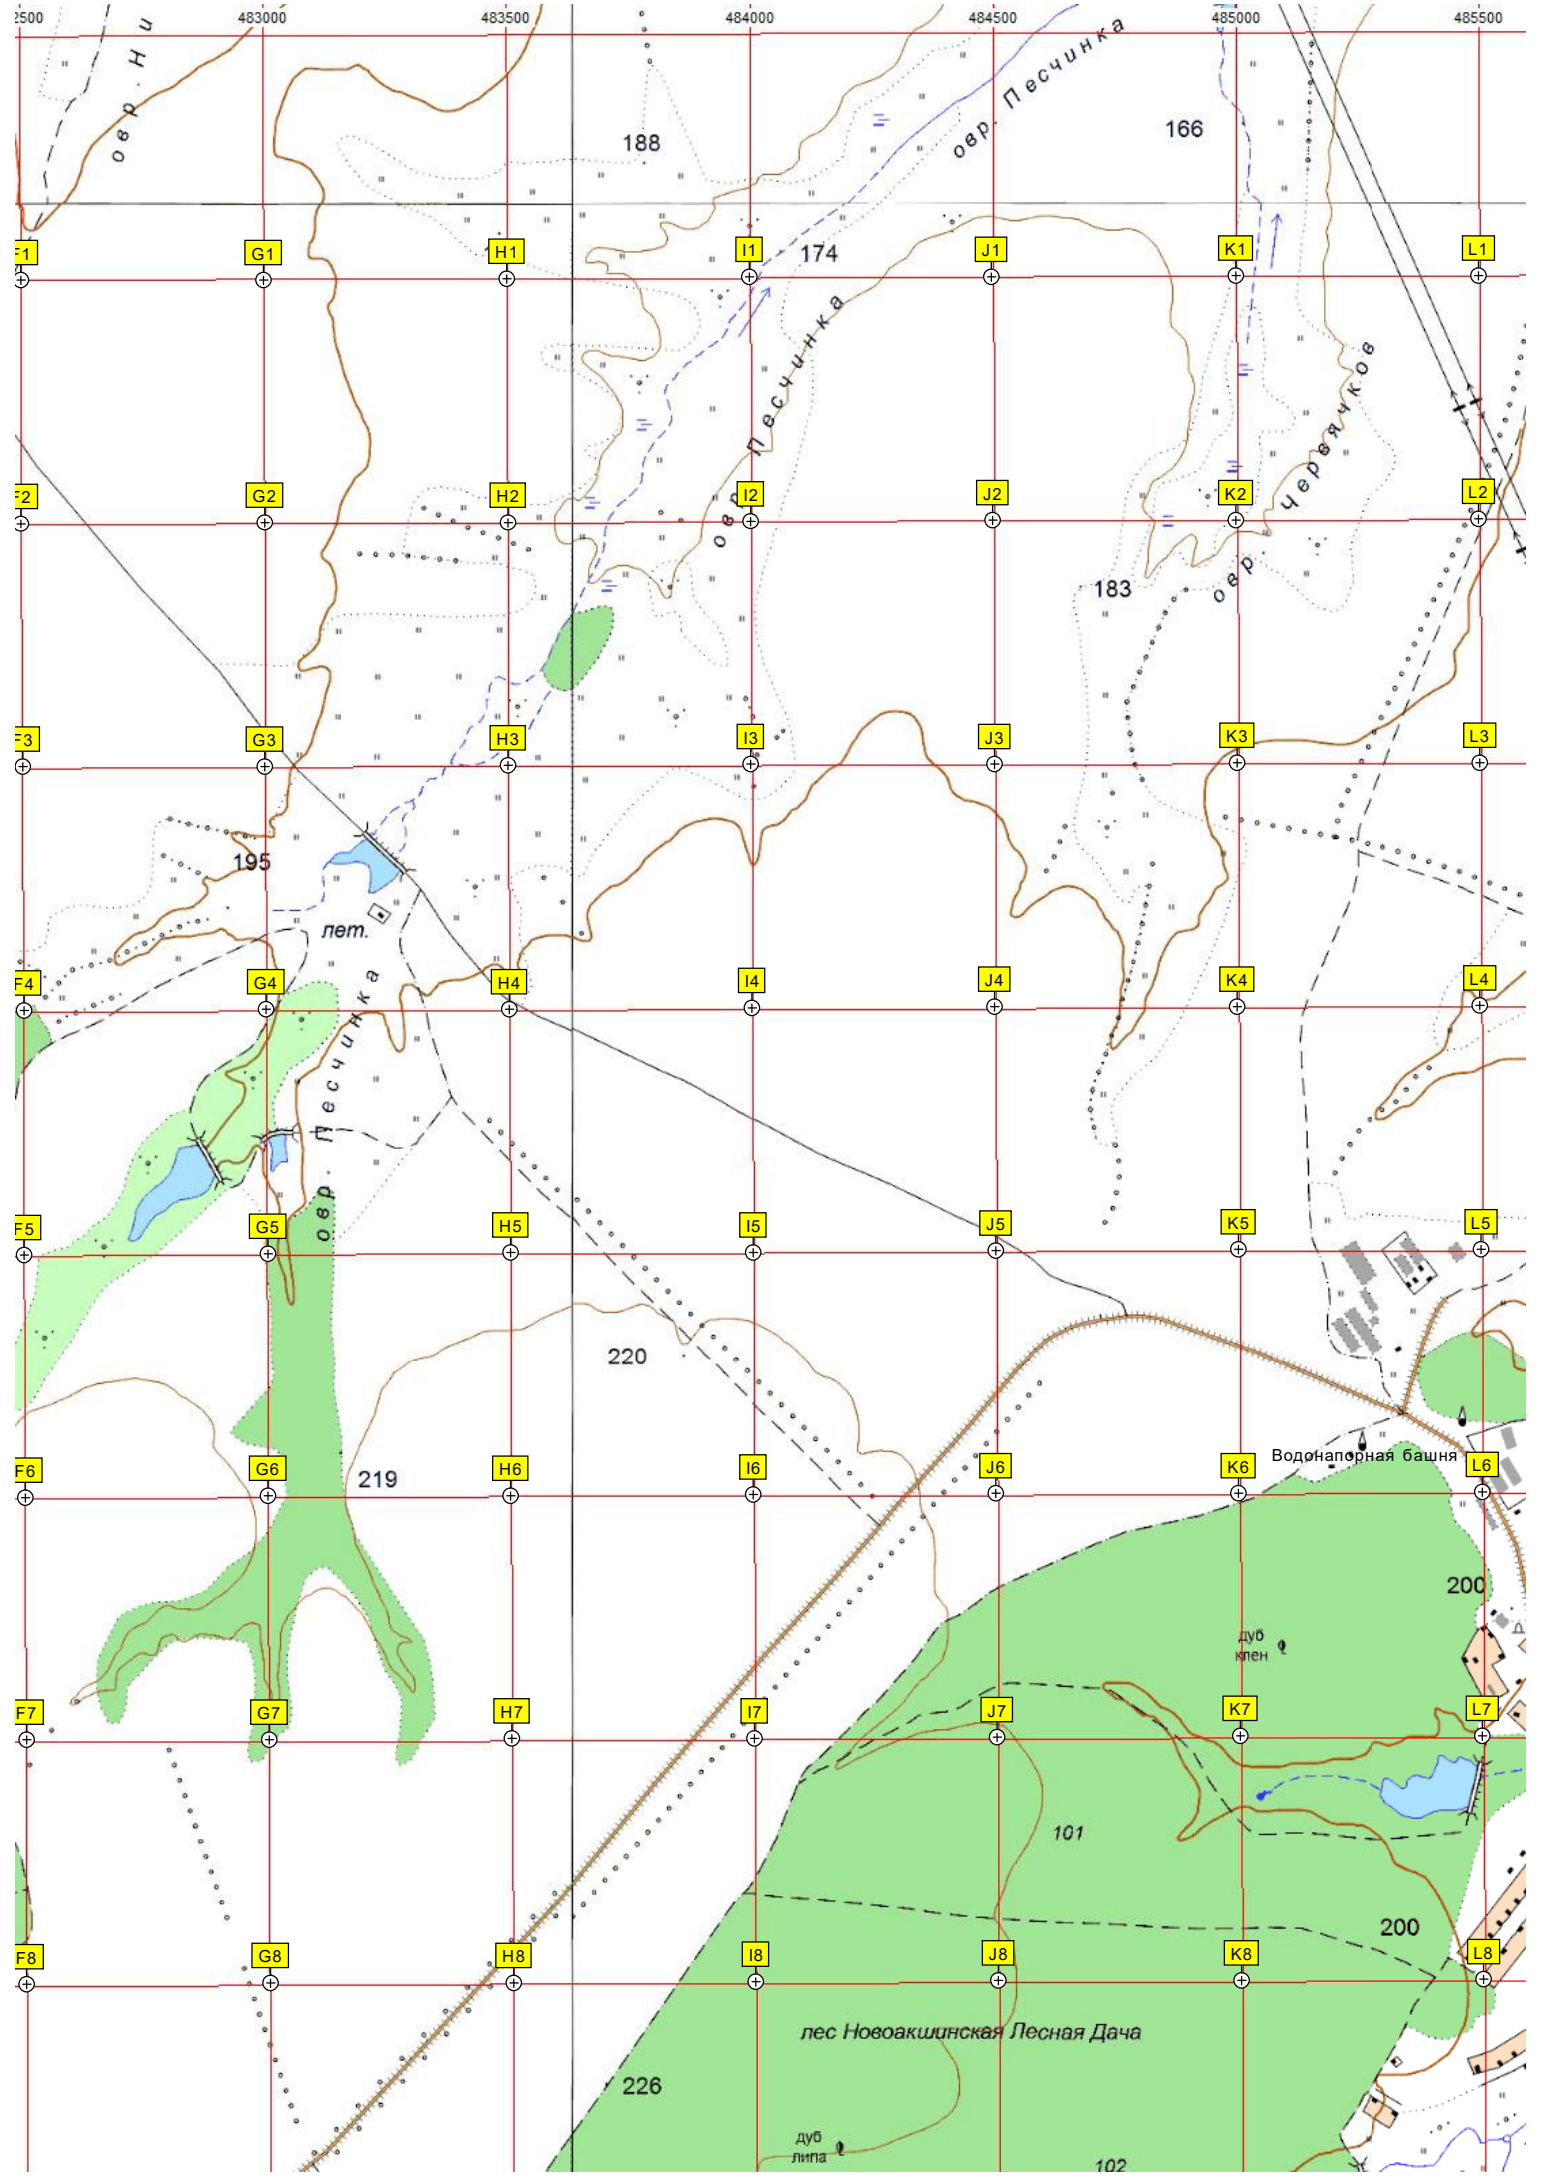 2500 483000 483500 484000 484500 485000 485500
овр. Ни
овр. Песчинка
188
166
174
F1 G1 H1 I1 J1 K1 L1
овр. Песчинка
овр. Червячков
F2 G2 H2 I2 J2 K2 L2
183
F3 G3 H3 I3 J3 K3 L3
195
лет.
F4 G4 H4 I4 J4 K4 L4
овр. Песчинка
F5 G5 H5 I5 J5 K5 L5
220
Водонапорная башня
F6 G6 H6 I6 J6 K6 L6
219
200
дуб
клен
F7 G7 H7 I7 J7 K7 L7
101
200
F8 G8 H8 I8 J8 K8 L8
лес Новоакшинская Лесная Дача
226
дуб
липа
102